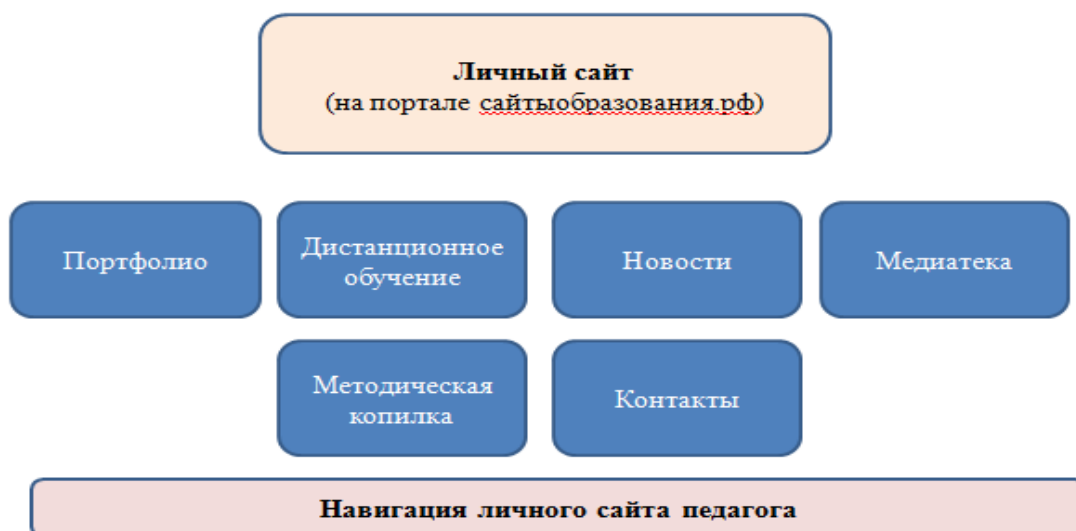 Личный сайт
(на портале сайтыобразования.рф)
Портфолио
Дистанционное
обучение
Новости
Медиатека
Методическая
копилка
Контакты
Навигация личного сайта педагога